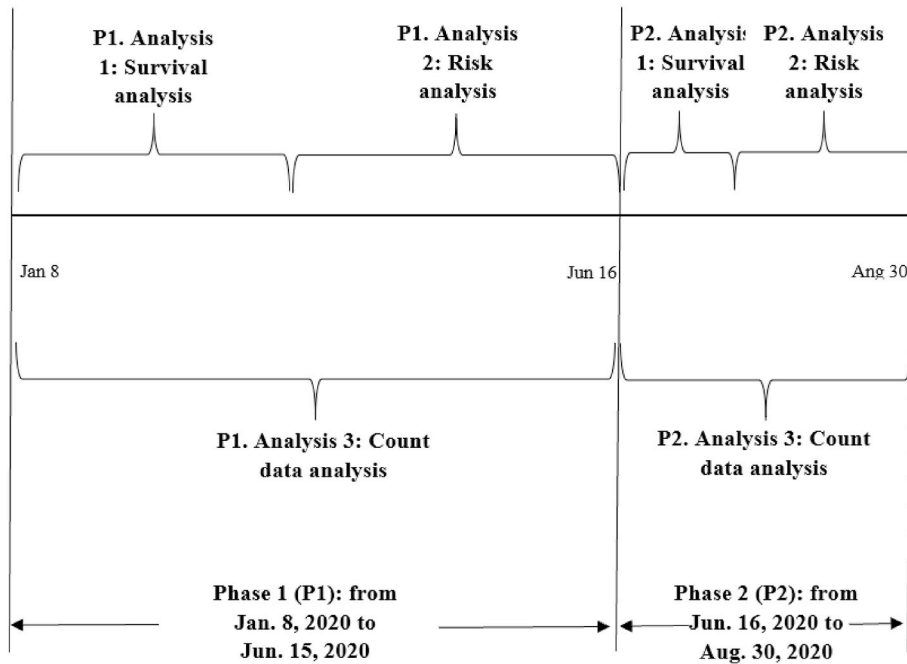 P1. Analysis
1: Survival
analysis
P1. Analysis
2: Risk
analysis
P2. Analysis
1: Survival
analysis
P2. Analysis
2: Risk
analysis
Jan 8
Jun 16
Ang 30
P1. Analysis 3: Count
data analysis
P2. Analysis 3: Count
data analysis
Phase 1 (P1): from
Jan. 8, 2020 to
Jun. 15, 2020
Phase 2 (P2): from
Jun. 16, 2020 to
Aug. 30, 2020